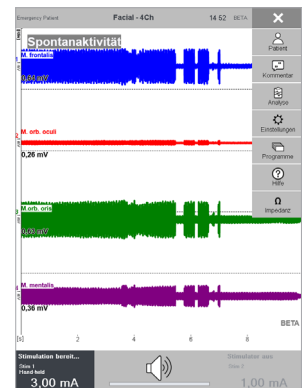 Emergency Patient
Facial - 4Ch
14 52
BETA
Patient
Spontanaktivität
M. frontalis
0,64 mV
Kommentar
Analyse
Einstellungen
Programme
Hilfe
Impedanz
M. orb. oculi
0,26 mV
M.orb. oris
0,64 mV
M. mentalis
0,36 mV
BETA
[s] 2 4 6 8
Stimulation bereit...
Stim 1
Hand-held
3,00 mA
Stimulator aus
Stim 2
1,00 mA